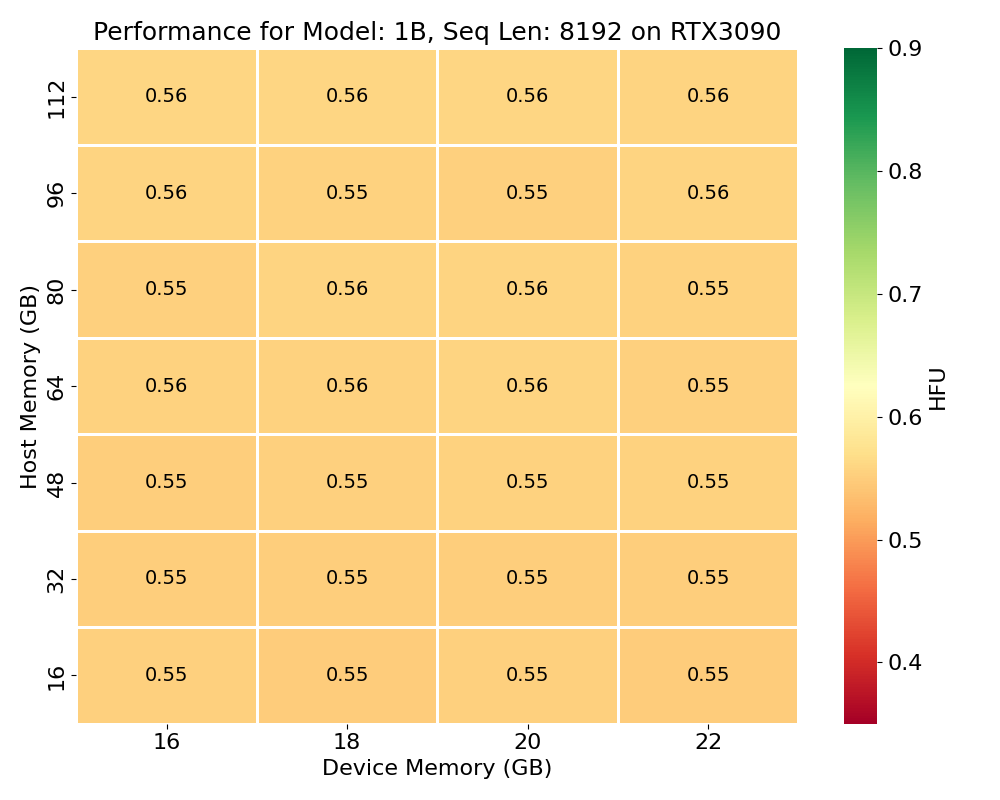 Performance for Model: 1B, Seq Len: 8192 on RTX3090
112 0.56 0.56 0.56 0.56
96 0.56 0.55 0.55 0.56
80 0.55 0.56 0.56 0.55
64 0.56 0.56 0.56 0.55
48 0.55 0.55 0.55 0.55
32 0.55 0.55 0.55 0.55
16 0.55 0.55 0.55 0.55
16 18 20 22
Device Memory (GB)
Host Memory (GB)
0.9
0.8
0.7
0.6
0.5
0.4
HFU